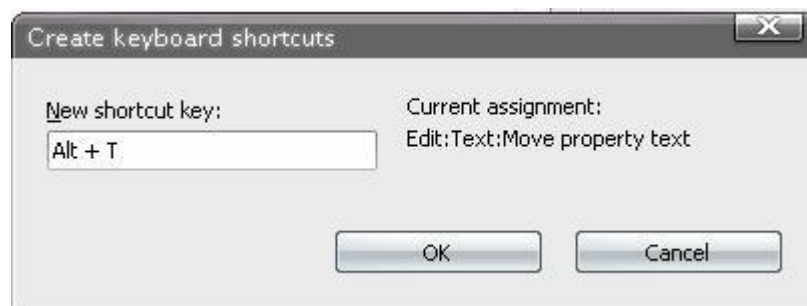 Create keyboard shortcuts
New shortcut key:
Alt + T
Current assignment:
Edit:Text:Move property text
OK
Cancel